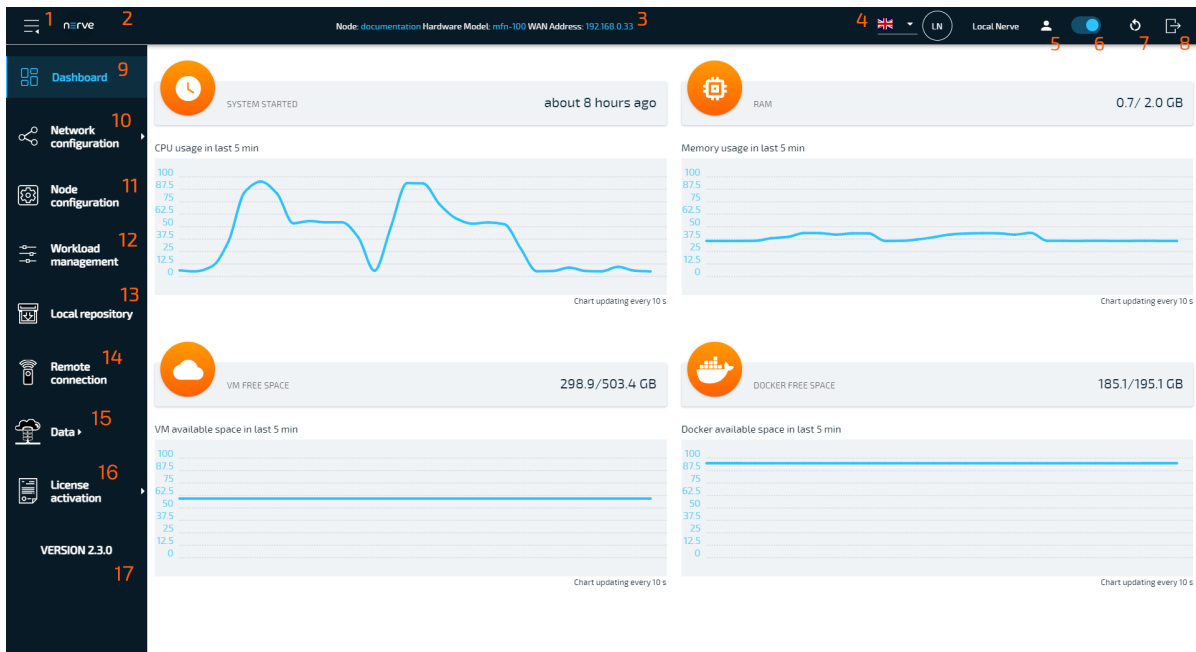 1 nerve 2 Node: documentation Hardware Model: mfn-100 WAN Address: 192.168.0.33 3 4 LN Local Nerve 5 6 7 8
Dashboard 9
10
Network
configuration
11
Node
configuration
12
Workload
management
13
Local repository
14
Remote
connection
15
Data
16
License
activation
VERSION 2.3.0
17
SYSTEM STARTED about 8 hours ago
CPU usage in last 5 min
100
87.5
75
62.5
50
37.5
25
12.5
0
Chart updating every 10 s
RAM 0.7/ 2.0 GB
Memory usage in last 5 min
100
87.5
75
62.5
50
37.5
25
12.5
0
Chart updating every 10 s
VM FREE SPACE 298.9/503.4 GB
VM available space in last 5 min
100
87.5
75
62.5
50
37.5
25
12.5
0
Chart updating every 10 s
DOCKER FREE SPACE 185.1/195.1 GB
Docker available space in last 5 min
100
87.5
75
62.5
50
37.5
25
12.5
0
Chart updating every 10 s